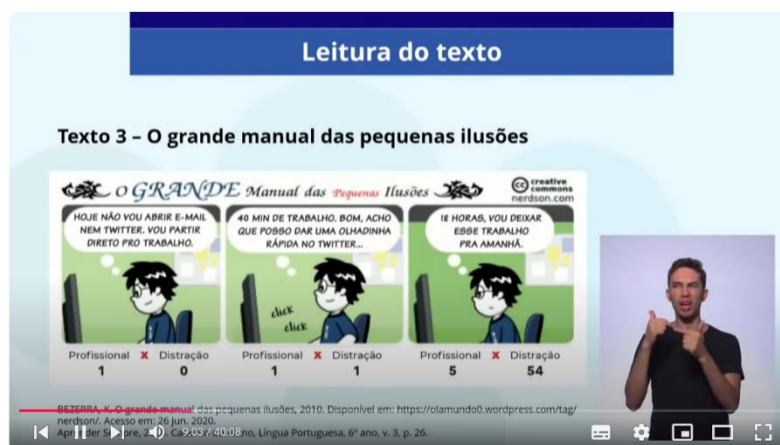 Leitura do texto
Texto 3 – O grande manual das pequenas ilusões
O GRANDE Manual das Pequenas Ilusões
creative commons
nerdson.com
HOJE NÃO VOU ABRIR E-MAIL
NEM TWITTER. VOU PARTIR
DIRETO PRO TRABALHO.
40 MIN DE TRABALHO. BOM, ACHO
QUE POSSO DAR UMA OLHADINHA
RÁPIDA NO TWITTER...
18 HORAS, VOU DEIXAR
ESSE TRABALHO
PRA AMANHÃ.
click
click
Profissional X Distração
1 0
Profissional X Distração
1 1
Profissional X Distração
5 54
BEZERRA, K. O grande manual das pequenas ilusões, 2010. Disponível em: https://olamundo0.wordpress.com/tag/
nerdson/. Acesso em: 26 jun. 2020.
9:03 / 40:08
Língua Portuguesa, 6º ano, v. 3, p. 26.